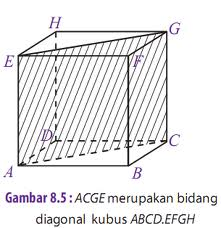 H
G
E
F
D
C
A
B
Gambar 8.5 : ACGE merupakan bidang
diagonal kubus ABCD.EFGH